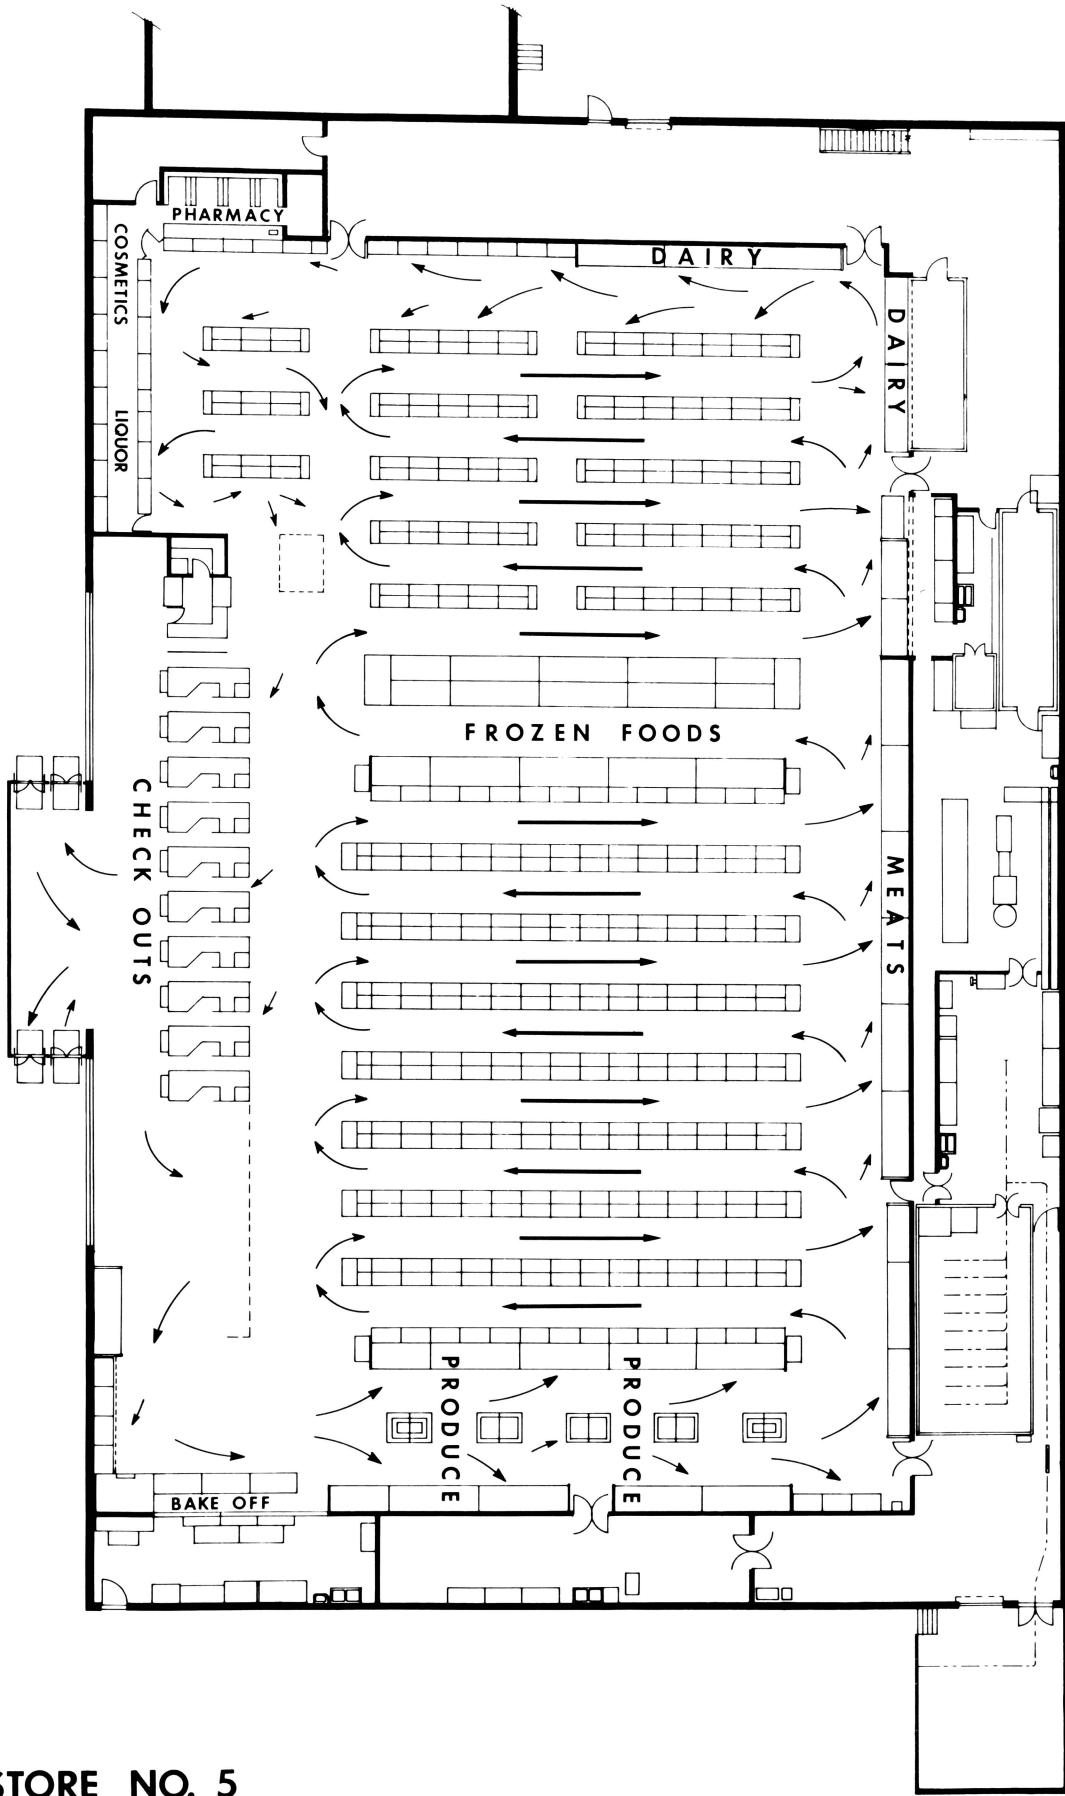 PHARMACY
COSMETICS
LIQUOR
DAIRY
DAIRY
FROZEN FOODS
CHECK OUTS
MEATS
PRODUCE
PRODUCE
BAKE OFF
STORE NO. 5